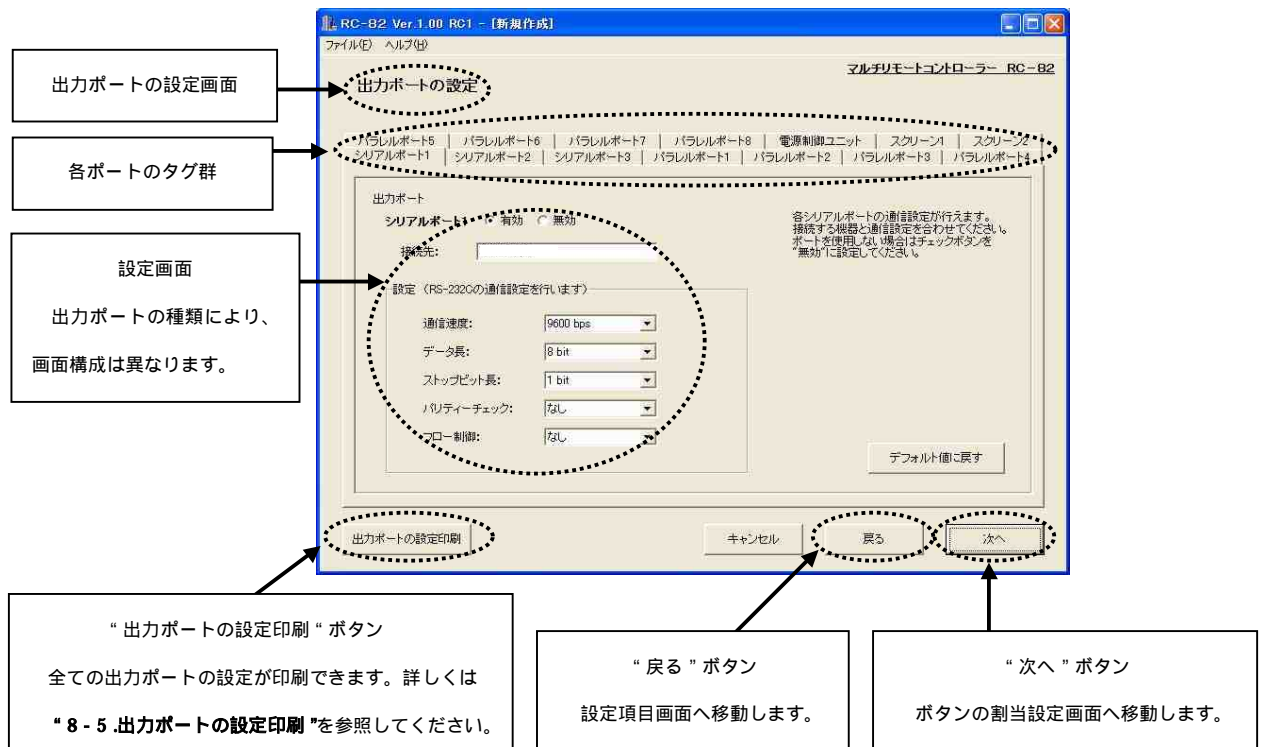 RC-82 Ver.1.00 RC1 - [新規作成]
ファイル(F) ヘルプ(H)
マルチリモートコントローラー RC-82
出力ポートの設定
パラレルポート5 パラレルポート6 パラレルポート7 パラレルポート8 電源制御ユニット スクリーン1 スクリーン2
シリアルポート1 シリアルポート2 シリアルポート3 パラレルポート1 パラレルポート2 パラレルポート3 パラレルポート4
出力ポート
シリアルポート1 有効 無効
接続先:
設定 (RS-232Cの通信設定を行います)
通信速度: 9600 bps
データ長: 8 bit
ストップビット長: 1 bit
パリティーチェック: なし
フロー制御: なし
各シリアルポートの通信設定が行えます。
接続する機器と通信設定を合わせてください。
ポートを使用しない場合はチェックボタンを
"無効"に設定してください。
デフォルト値に戻す
出力ポートの設定印刷 キャンセル 戻る 次へ
出力ポートの設定画面
各ポートのタグ群
設定画面
出力ポートの種類により、
画面構成は異なります。
“出力ポートの設定印刷“ボタン
全ての出力ポートの設定が印刷できます。詳しくは
“8-5.出力ポートの設定印刷”を参照してください。
“戻る”ボタン
設定項目画面へ移動します。
“次へ”ボタン
ボタンの割当設定画面へ移動します。